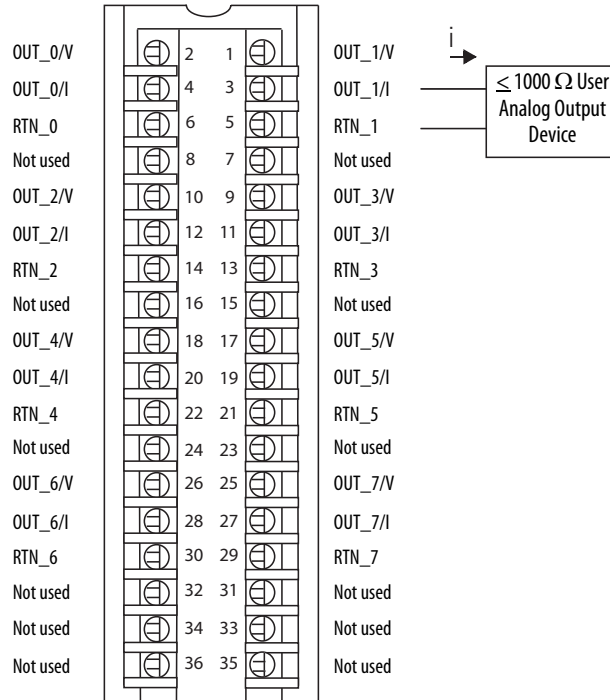 i
OUT_0/V 2 1 OUT_1/V
OUT_0/I 4 3 OUT_1/I
RTN_0 6 5 RTN_1
Not used 8 7 Not used
OUT_2/V 10 9 OUT_3/V
OUT_2/I 12 11 OUT_3/I
RTN_2 14 13 RTN_3
Not used 16 15 Not used
OUT_4/V 18 17 OUT_5/V
OUT_4/I 20 19 OUT_5/I
RTN_4 22 21 RTN_5
Not used 24 23 Not used
OUT_6/V 26 25 OUT_7/V
OUT_6/I 28 27 OUT_7/I
RTN_6 30 29 RTN_7
Not used 32 31 Not used
Not used 34 33 Not used
Not used 36 35 Not used
≤ 1000 Ω User
Analog Output
Device